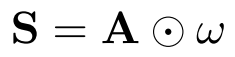 𝐒 = 𝐀 ⊙ ω